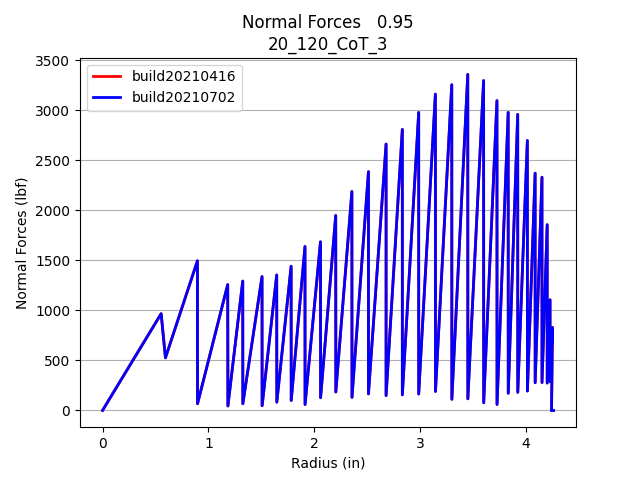 Normal Forces   0.95
20_120_CoT_3
build20210416
build20210702
Normal Forces (lbf)
3500
3000
2500
2000
1500
1000
500
0
0 1 2 3 4
Radius (in)